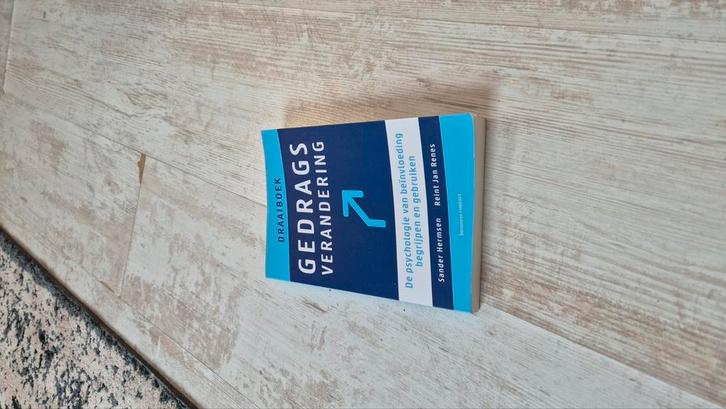 DRAAIBOEK
GEDRAGS
VERANDERING
De psychologie van beïnvloeding
begrijpen en gebruiken
Sander Hermsen Reint Jan Renes